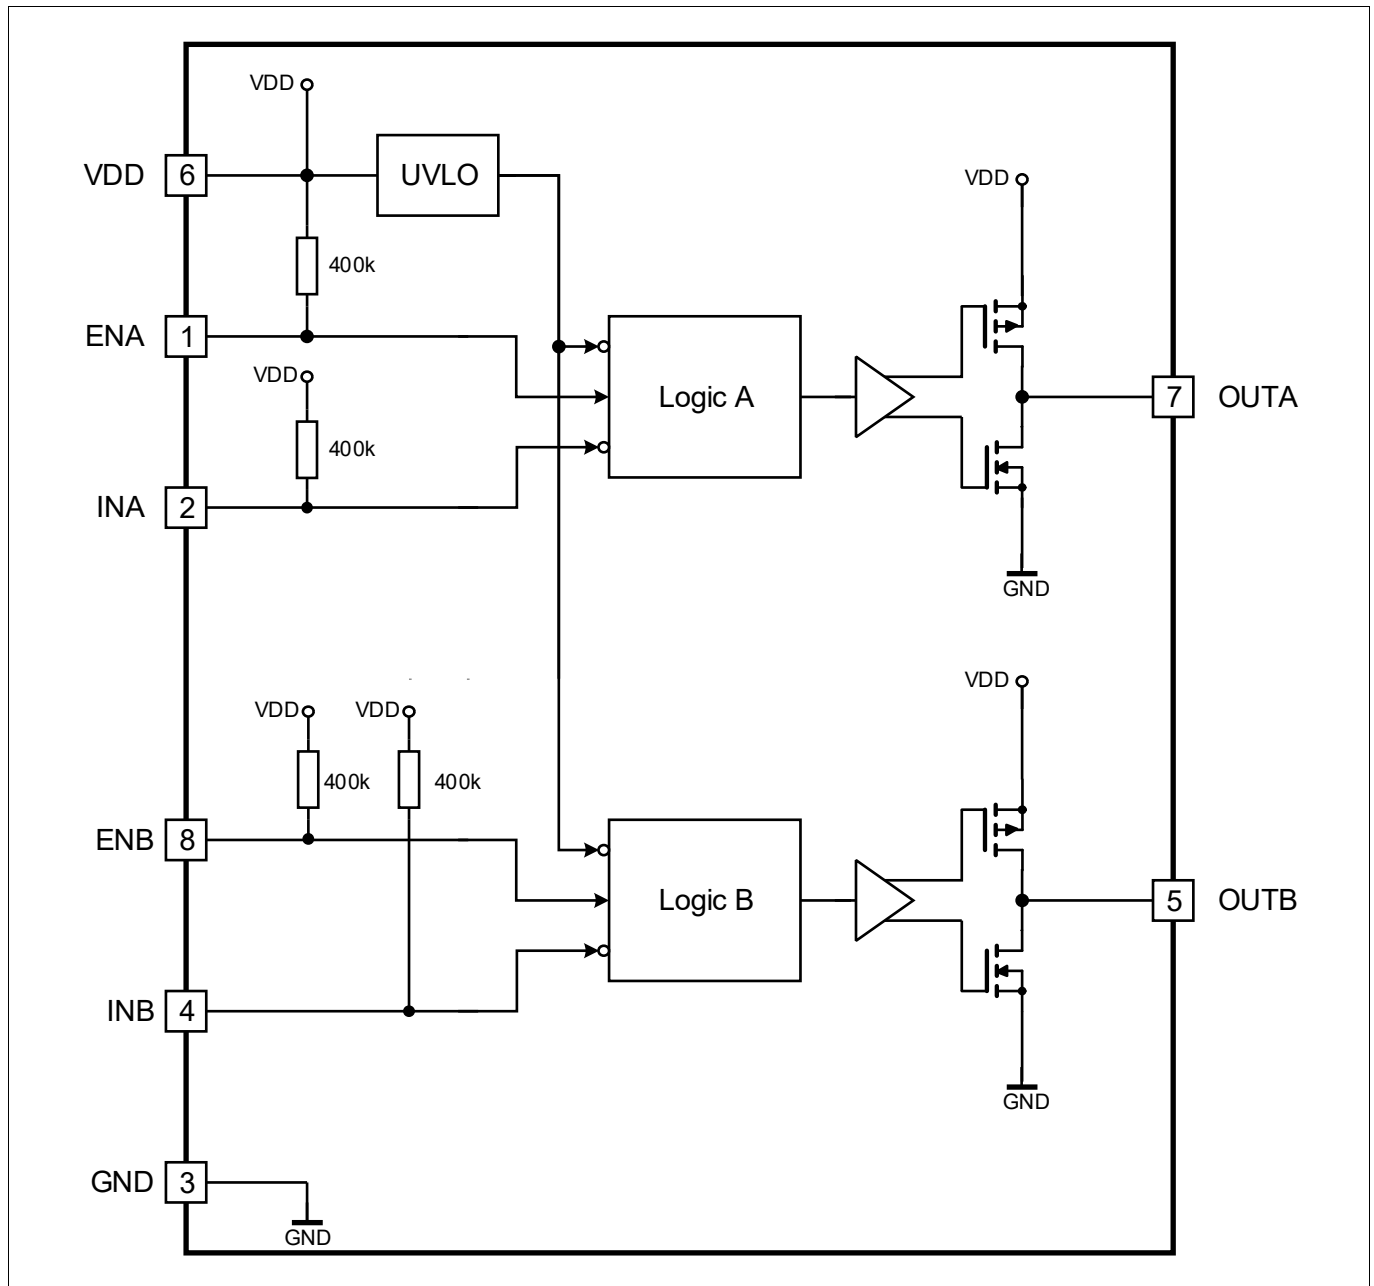 VDD
VDD 6 UVLO
VDD
400k
ENA 1
VDD
Logic A 7 OUTA
400k
INA 2
GND
VDD
VDD VDD
400k 400k
ENB 8
Logic B 5 OUTB
INB 4
GND
GND 3
GND